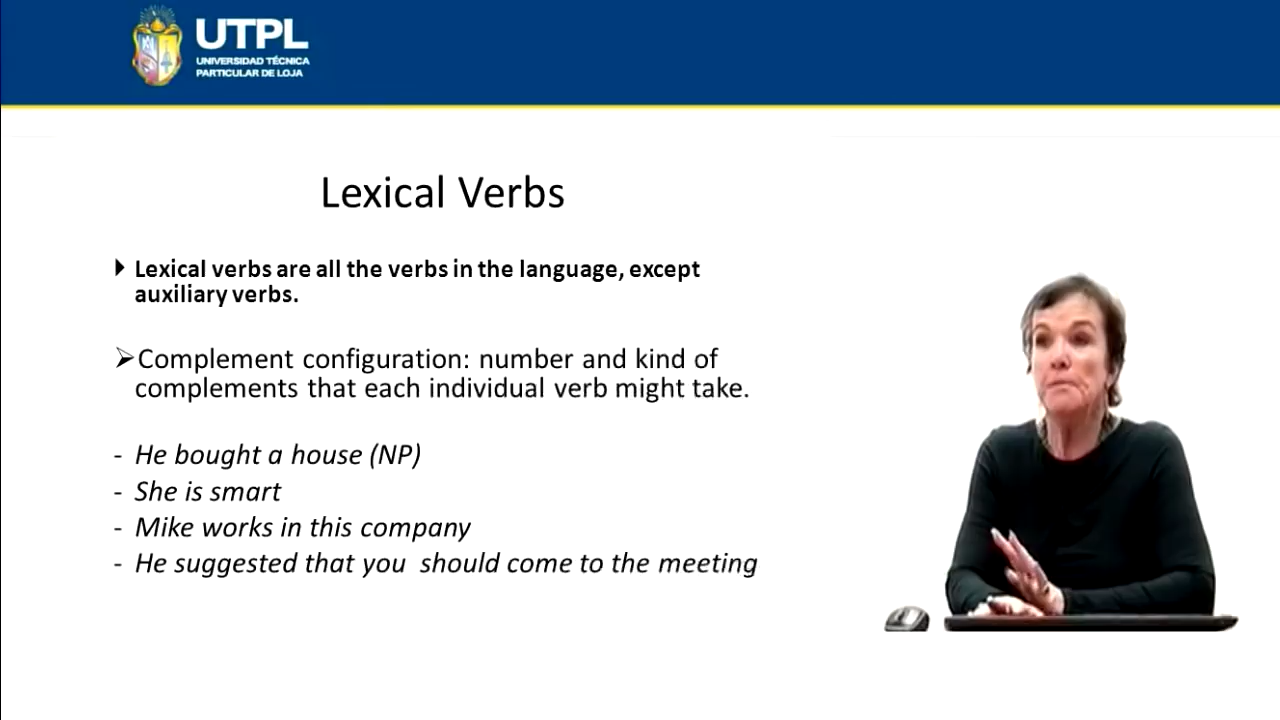 UTPL
UNIVERSIDAD TÉCNICA
PARTICULAR DE LOJA
Lexical Verbs
Lexical verbs are all the verbs in the language, except
auxiliary verbs.
Complement configuration: number and kind of
complements that each individual verb might take.
- He bought a house (NP)
- She is smart
- Mike works in this company
- He suggested that you  should come to the meeting